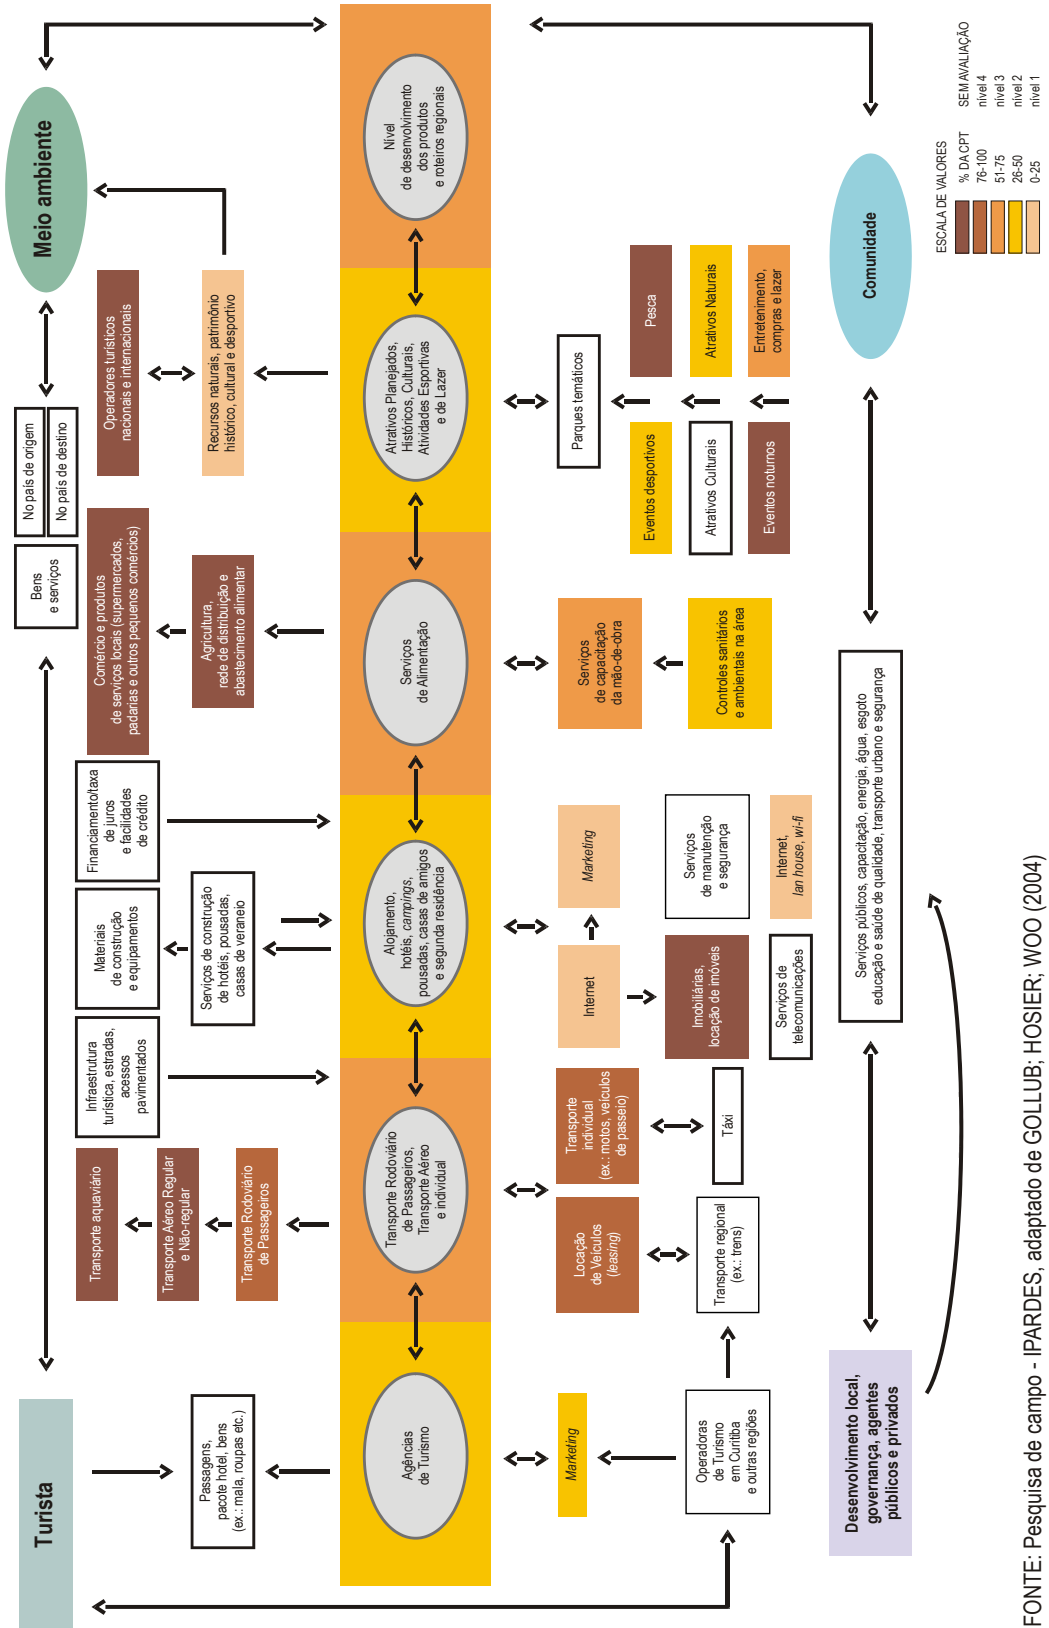 Turista
Bens
e serviços
No país de origem
No país de destino
Meio ambiente
Passagens,
pacote hotel, bens
(ex.: mala, roupas etc.)
Transporte aquaviário
Transporte Aéreo Regular
e Não-regular
Transporte Rodoviário
de Passageiros
Infraestrutura
turística, estradas,
acessos
pavimentados
Materiais
de construção
e equipamentos
Serviços de construção
de hotéis, pousadas,
casas de veraneio
Financiamento/taxa
de juros
e facilidades
de crédito
Comércio e produtos
de serviços locais (supermercados,
padarias e outros pequenos comércios)
Agricultura,
rede de distribuição e
abastecimento alimentar
Operadores turísticos
nacionais e internacionais
Recursos naturais, patrimônio
histórico, cultural e desportivo
Agências
de Turismo
Transporte Rodoviário
de Passageiros,
Transporte Aéreo
e individual
Alojamento,
hotéis, campings,
pousadas, casas de amigos
e segunda residência
Serviços
de Alimentação
Atrativos Planejados,
Históricos, Culturais,
Atividades Esportivas
e de Lazer
Nível
de desenvolvimento
dos produtos
e roteiros regionais
Marketing
Operadoras
de Turismo
em Curitiba
e outras regiões
Locação
de Veículos
(leasing)
Transporte regional
(ex.: trens)
Transporte
individual
(ex.: motos, veículos
de passeio)
Táxi
Internet
Marketing
Imobiliárias,
locação de imóveis
Serviços
de manutenção
e segurança
Serviços de
telecomunicações
Internet,
lan house, wi-fi
Serviços
de capacitação
da mão-de-obra
Controles sanitários
e ambientais na área
Parques temáticos
Eventos desportivos
Pesca
Atrativos Culturais
Atrativos Naturais
Eventos noturnos
Entretenimento,
compras e lazer
Desenvolvimento local,
governança, agentes
públicos e privados
Serviços públicos, capacitação, energia, água, esgoto
educação e saúde de qualidade, transporte urbano e segurança
Comunidade
ESCALA DE VALORES
% DA CPT SEM AVALIAÇÃO
76-100 nível 4
51-75 nível 3
26-50 nível 2
0-25 nível 1
FONTE: Pesquisa de campo - IPARDES, adaptado de GOLLUB; HOSIER; WOO (2004)